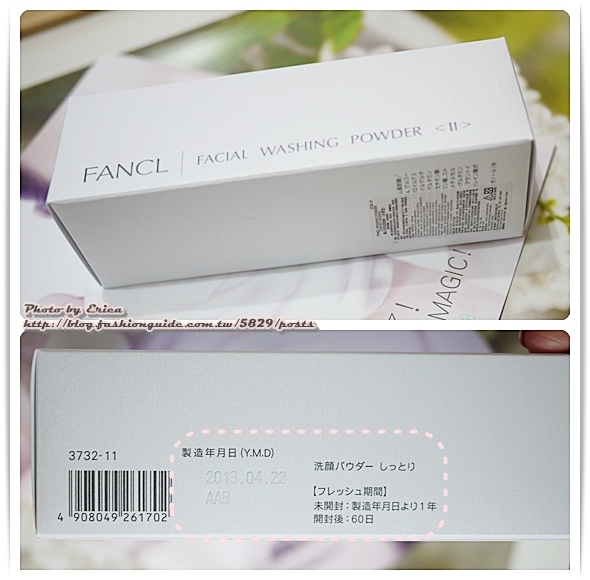 FANCL FACIAL WASHING POWDER <II>
MAGIC!
Photo by Erica
http://blog.fashionguide.com.tw/5829/posts
3732-11
4 908049 261702
製造年月日(Y.M.D)
2013.04.22
AAB
洗顔パウダー しっとり
【フレッシュ期間】
未開封:製造年月日より1年
開封後:60日